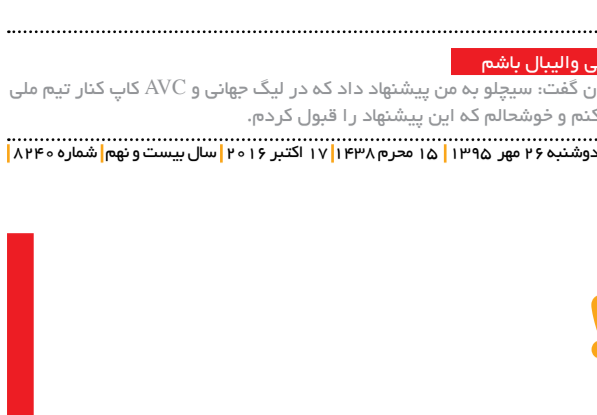 ی والیبال باشم
ن گفت: سیچلو به من پیشنهاد داد که در لیگ جهانی و AVC کاپ کنار تیم ملی
کنم و خوشحالم که این پیشنهاد را قبول کردم.
دوشنبه ۲۶ مهر ۱۳۹۵ | ۱۵ محرم ۱۴۳۸ | ۱۷ اکتبر ۲۰۱۶ | سال بیست و نهم | شماره ۸۲۴۰ |